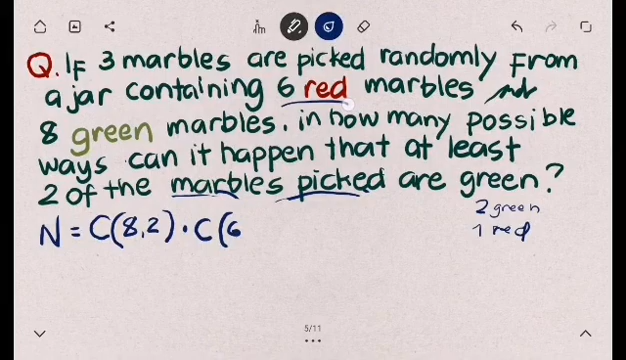 Q. If 3 marbles are picked randomly from
a jar containing 6 red marbles and
8 green marbles. in how many possible
ways can it happen that at least
2 of the marbles picked are green?
2 green
N = C(8,2) · C(6
1 red
5/11